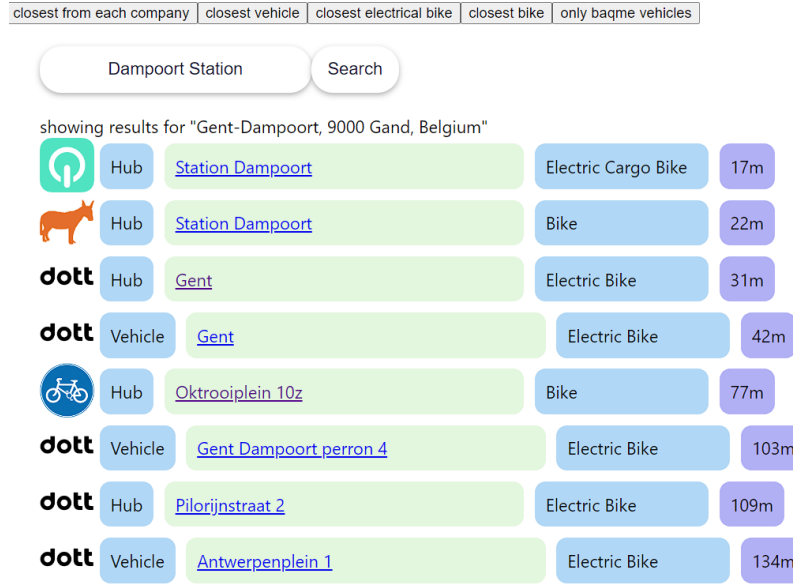 closest from each company closest vehicle closest electrical bike closest bike only baqme vehicles
Dampoort Station Search
showing results for "Gent-Dampoort, 9000 Gand, Belgium"
Hub Station Dampoort Electric Cargo Bike 17m
Hub Station Dampoort Bike 22m
dott Hub Gent Electric Bike 31m
dott Vehicle Gent Electric Bike 42m
Hub Oktrooiplein 10z Bike 77m
dott Vehicle Gent Dampoort perron 4 Electric Bike 103m
dott Hub Pilorijnstraat 2 Electric Bike 109m
dott Vehicle Antwerpenplein 1 Electric Bike 134m